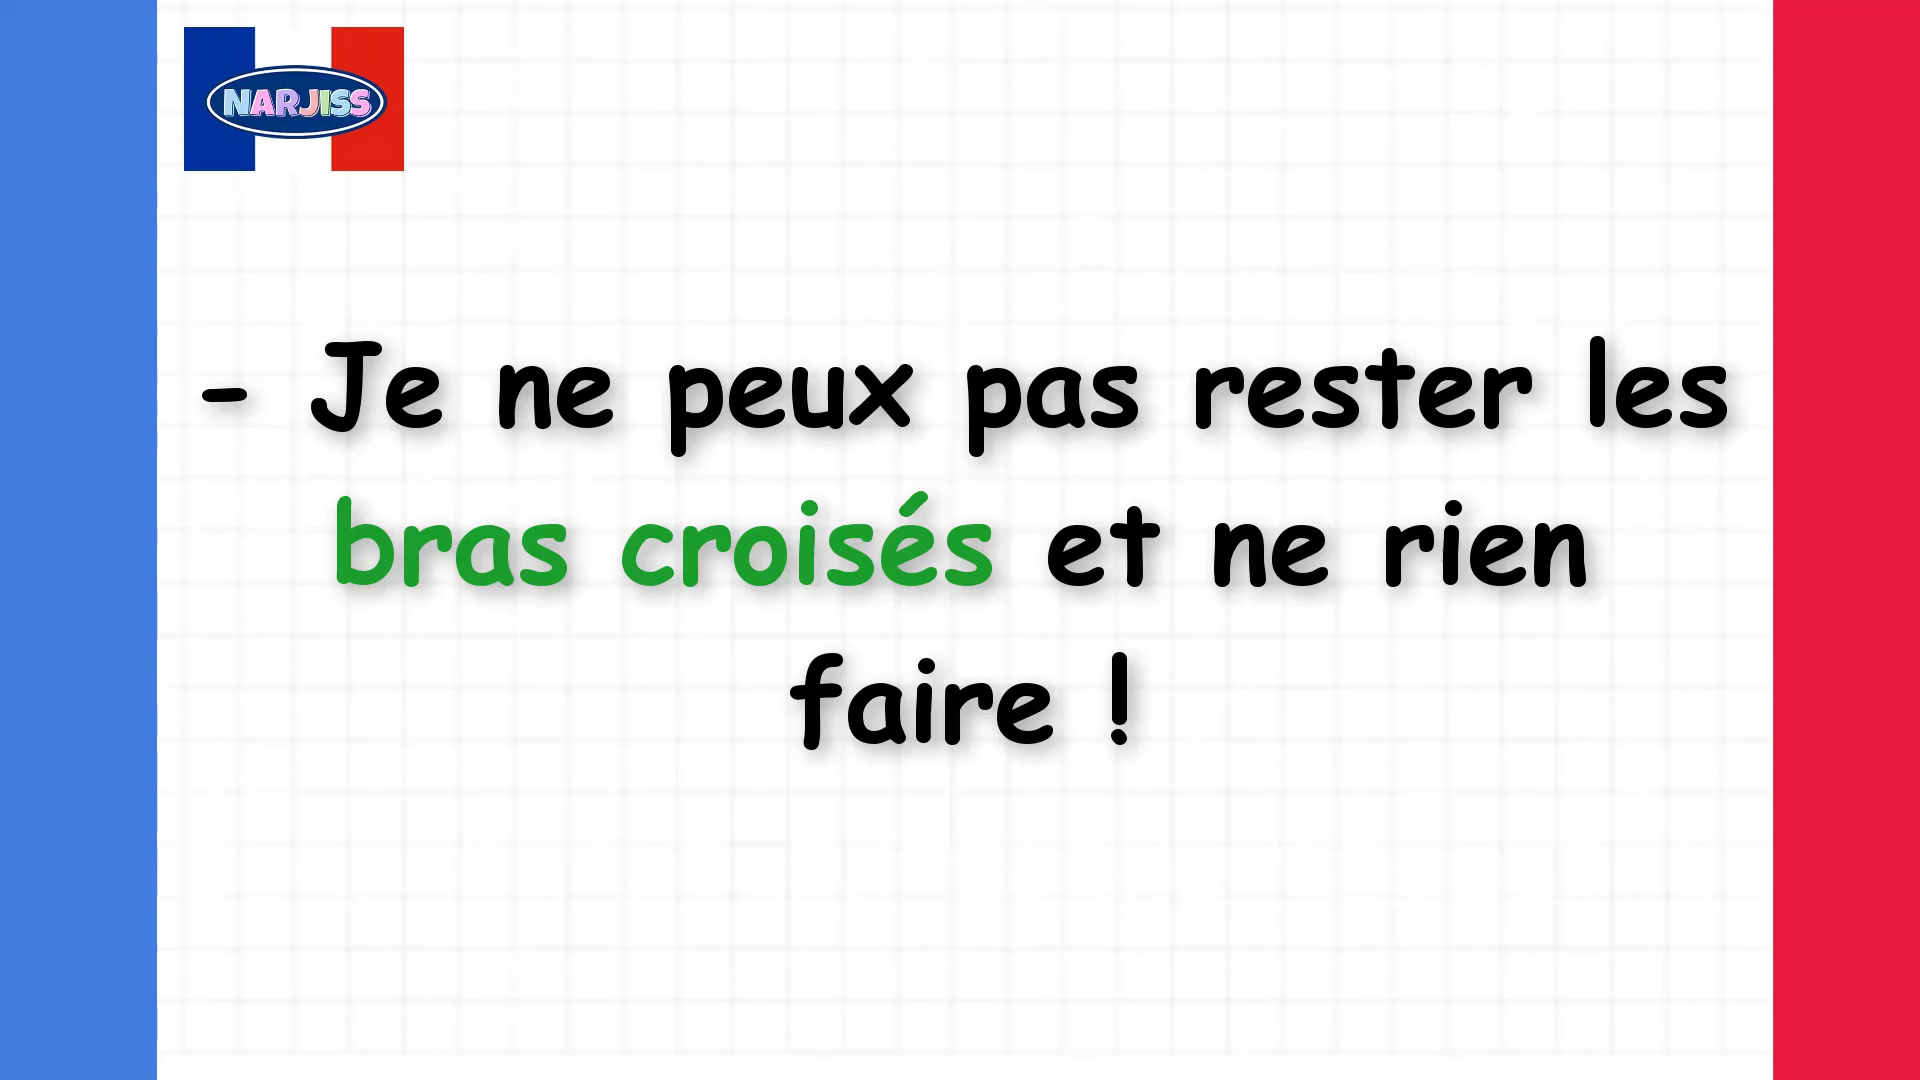 NARJISS
- Je ne peux pas rester les
bras croisés et ne rien
faire !